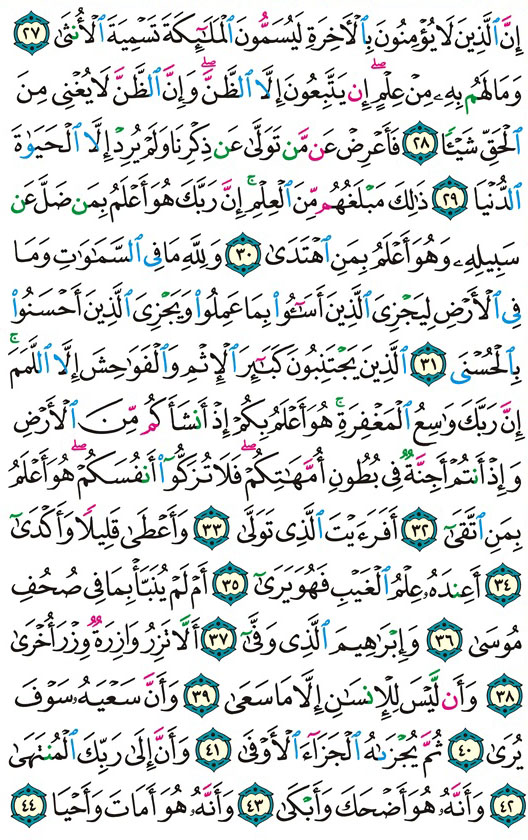 إِنَّ ٱلَّذِينَ لَا يُؤْمِنُونَ بِٱلْـَٔاخِرَةِ لَيُسَمُّونَ ٱلْمَلَـٰٓئِكَةَ تَسْمِيَةَ ٱلْأُنثَىٰ ٢٧
وَمَا لَهُم بِهِۦ مِنْ عِلْمٍ ۖ إِن يَتَّبِعُونَ إِلَّا ٱلظَّنَّ ۖ وَإِنَّ ٱلظَّنَّ لَا يُغْنِى مِنَ
ٱلْحَقِّ شَيْـًٔا ٢٨ فَأَعْرِضْ عَن مَّن تَوَلَّىٰ عَن ذِكْرِنَا وَلَمْ يُرِدْ إِلَّا ٱلْحَيَوٰةَ
ٱلدُّنْيَا ٢٩ ذَٰلِكَ مَبْلَغُهُم مِّنَ ٱلْعِلْمِ ۚ إِنَّ رَبَّكَ هُوَ أَعْلَمُ بِمَن ضَلَّ عَن
سَبِيلِهِۦ وَهُوَ أَعْلَمُ بِمَنِ ٱهْتَدَىٰ ٣٠ وَلِلَّهِ مَا فِى ٱلسَّمَـٰوَٰتِ وَمَا
فِى ٱلْأَرْضِ لِيَجْزِىَ ٱلَّذِينَ أَسَـٰٓـُٔوا۟ بِمَا عَمِلُوا۟ وَيَجْزِىَ ٱلَّذِينَ أَحْسَنُوا۟
بِٱلْحُسْنَى ٣١ ٱلَّذِينَ يَجْتَنِبُونَ كَبَـٰٓئِرَ ٱلْإِثْمِ وَٱلْفَوَٰحِشَ إِلَّا ٱللَّمَمَ ۚ
إِنَّ رَبَّكَ وَٰسِعُ ٱلْمَغْفِرَةِ ۚ هُوَ أَعْلَمُ بِكُمْ إِذْ أَنشَأَكُم مِّنَ ٱلْأَرْضِ
وَإِذْ أَنتُمْ أَجِنَّةٌ فِى بُطُونِ أُمَّهَـٰتِكُمْ ۖ فَلَا تُزَكُّوٓا۟ أَنفُسَكُمْ ۖ هُوَ أَعْلَمُ
بِمَنِ ٱتَّقَىٰٓ ٣٢ أَفَرَءَيْتَ ٱلَّذِى تَوَلَّىٰ ٣٣ وَأَعْطَىٰ قَلِيلًا وَأَكْدَىٰٓ
٣٤ أَعِندَهُۥ عِلْمُ ٱلْغَيْبِ فَهُوَ يَرَىٰٓ ٣٥ أَمْ لَمْ يُنَبَّأْ بِمَا فِى صُحُفِ
مُوسَىٰ ٣٦ وَإِبْرَٰهِيمَ ٱلَّذِى وَفَّىٰٓ ٣٧ أَلَّا تَزِرُ وَازِرَةٌ وِزْرَ أُخْرَىٰ
٣٨ وَأَن لَّيْسَ لِلْإِنسَـٰنِ إِلَّا مَا سَعَىٰ ٣٩ وَأَنَّ سَعْيَهُۥ سَوْفَ
يُرَىٰ ٤٠ ثُمَّ يُجْزَىٰهُ ٱلْجَزَآءَ ٱلْأَوْفَىٰ ٤١ وَأَنَّ إِلَىٰ رَبِّكَ ٱلْمُنتَهَىٰ
٤٢ وَأَنَّهُۥ هُوَ أَضْحَكَ وَأَبْكَىٰ ٤٣ وَأَنَّهُۥ هُوَ أَمَاتَ وَأَحْيَا ٤٤